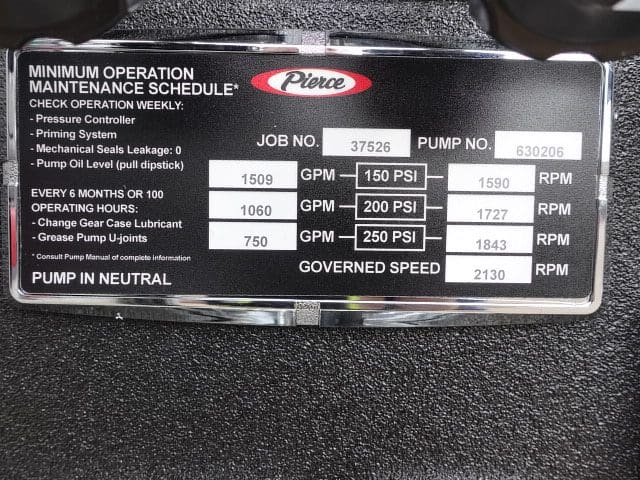 MINIMUM OPERATION
MAINTENANCE SCHEDULE*
CHECK OPERATION WEEKLY:
- Pressure Controller
- Priming System
- Mechanical Seals Leakage: 0
- Pump Oil Level (pull dipstick)
EVERY 6 MONTHS OR 100
OPERATING HOURS:
- Change Gear Case Lubricant
- Grease Pump U-joints
* Consult Pump Manual of complete information
PUMP IN NEUTRAL
Pierce
JOB NO. 37526 PUMP NO. 630206
1509 GPM 150 PSI 1590 RPM
1060 GPM 200 PSI 1727 RPM
750 GPM 250 PSI 1843 RPM
GOVERNED SPEED 2130 RPM